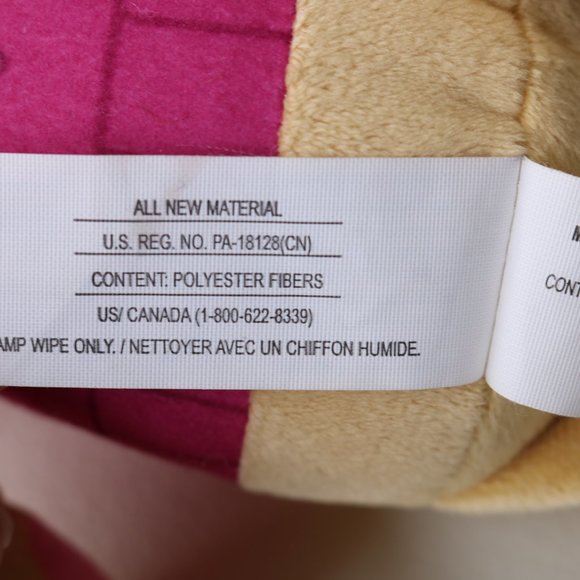 ALL NEW MATERIAL
U.S. REG. NO. PA-18128(CN)
CONTENT: POLYESTER FIBERS
US/ CANADA (1-800-622-8339)
AMP WIPE ONLY. / NETTOYER AVEC UN CHIFFON HUMIDE.
M
CONT